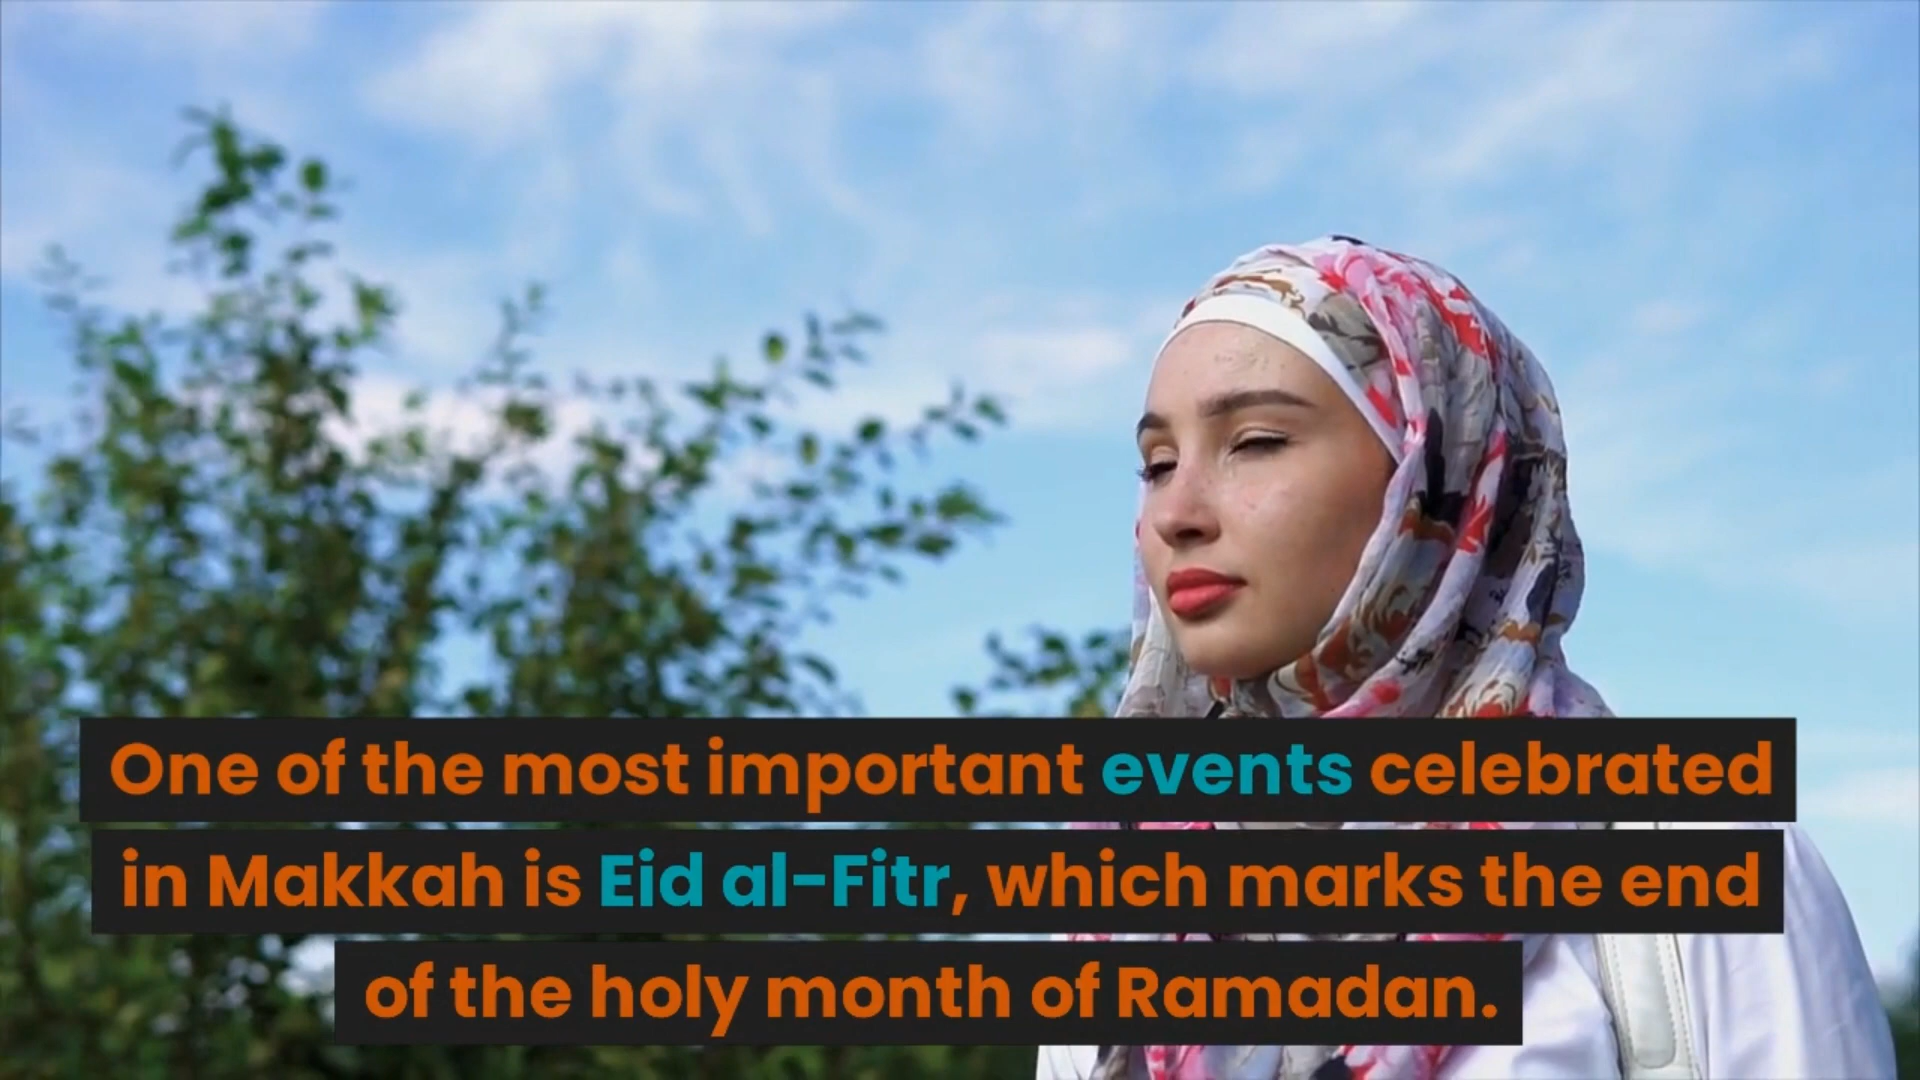 One of the most important events celebrated
in Makkah is Eid al-Fitr, which marks the end
of the holy month of Ramadan.